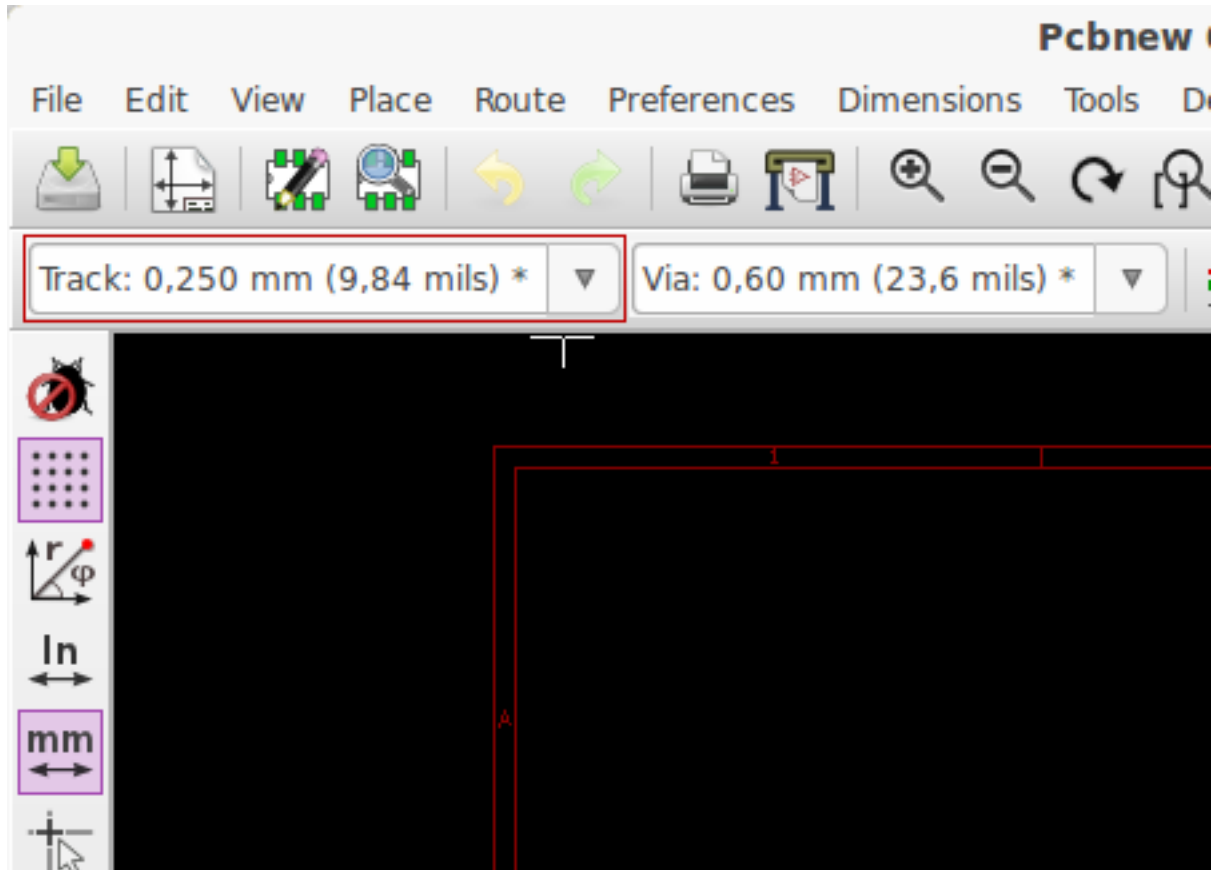 Pcbnew
File Edit View Place Route Preferences Dimensions Tools
Track: 0,250 mm (9,84 mils) * Via: 0,60 mm (23,6 mils) *
1
r
φ
In
mm
A